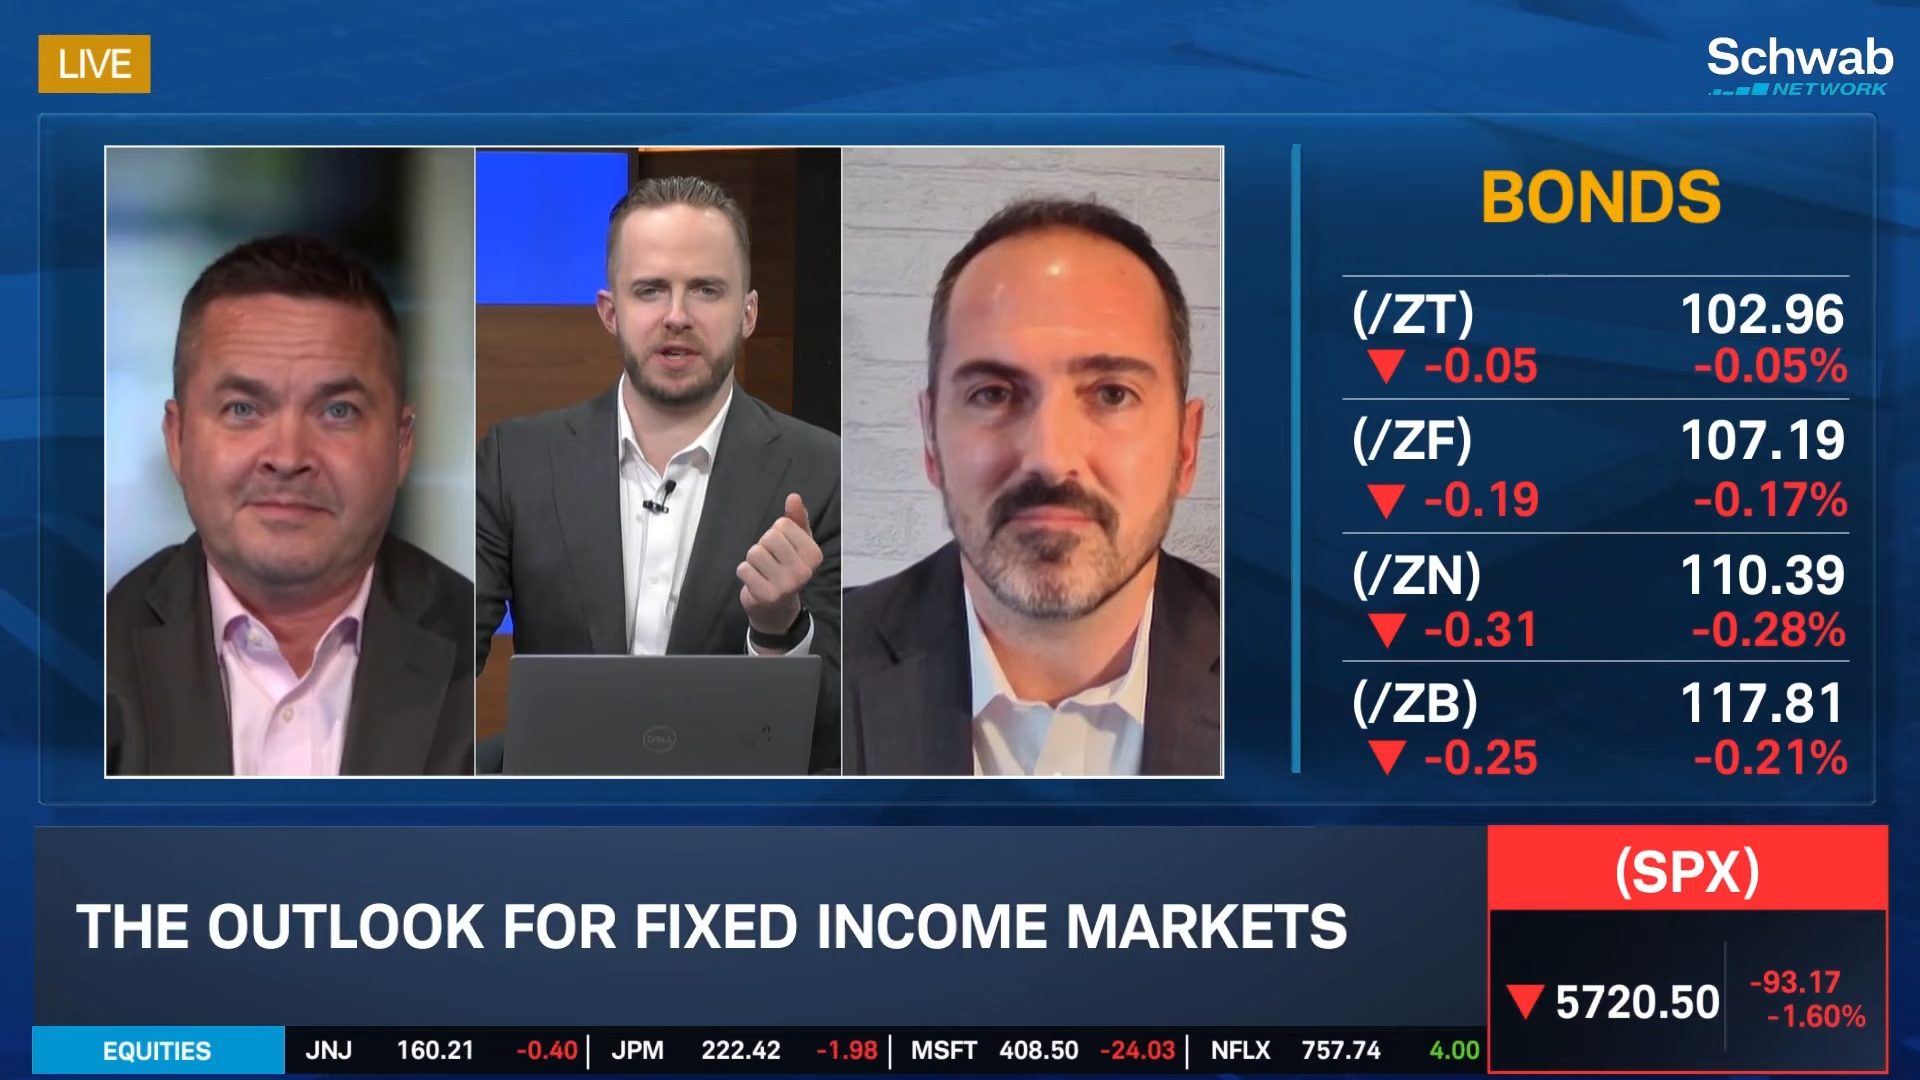 LIVE
Schwab
NETWORK
BONDS
(/ZT) 102.96
▼ -0.05 -0.05%
(/ZF) 107.19
▼ -0.19 -0.17%
(/ZN) 110.39
▼ -0.31 -0.28%
(/ZB) 117.81
▼ -0.25 -0.21%
DELL
THE OUTLOOK FOR FIXED INCOME MARKETS
(SPX)
▼ 5720.50 -93.17
-1.60%
EQUITIES JNJ 160.21 -0.40 | JPM 222.42 -1.98 | MSFT 408.50 -24.03 | NFLX 757.74 4.00